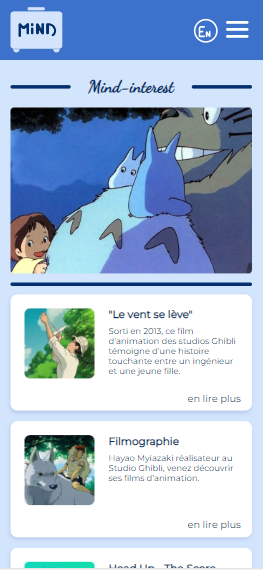 MiND
En
Mind-interest
"Le vent se lève"
Sorti en 2013, ce film
d'animation des studios Ghibli
témoigne d'une histoire
touchante entre un ingénieur
et une jeune fille.
en lire plus
Filmographie
Hayao Myiazaki réalisateur au
Studio Ghibli, venez découvrir
ses films d'animation.
en lire plus
Head Up - The Score